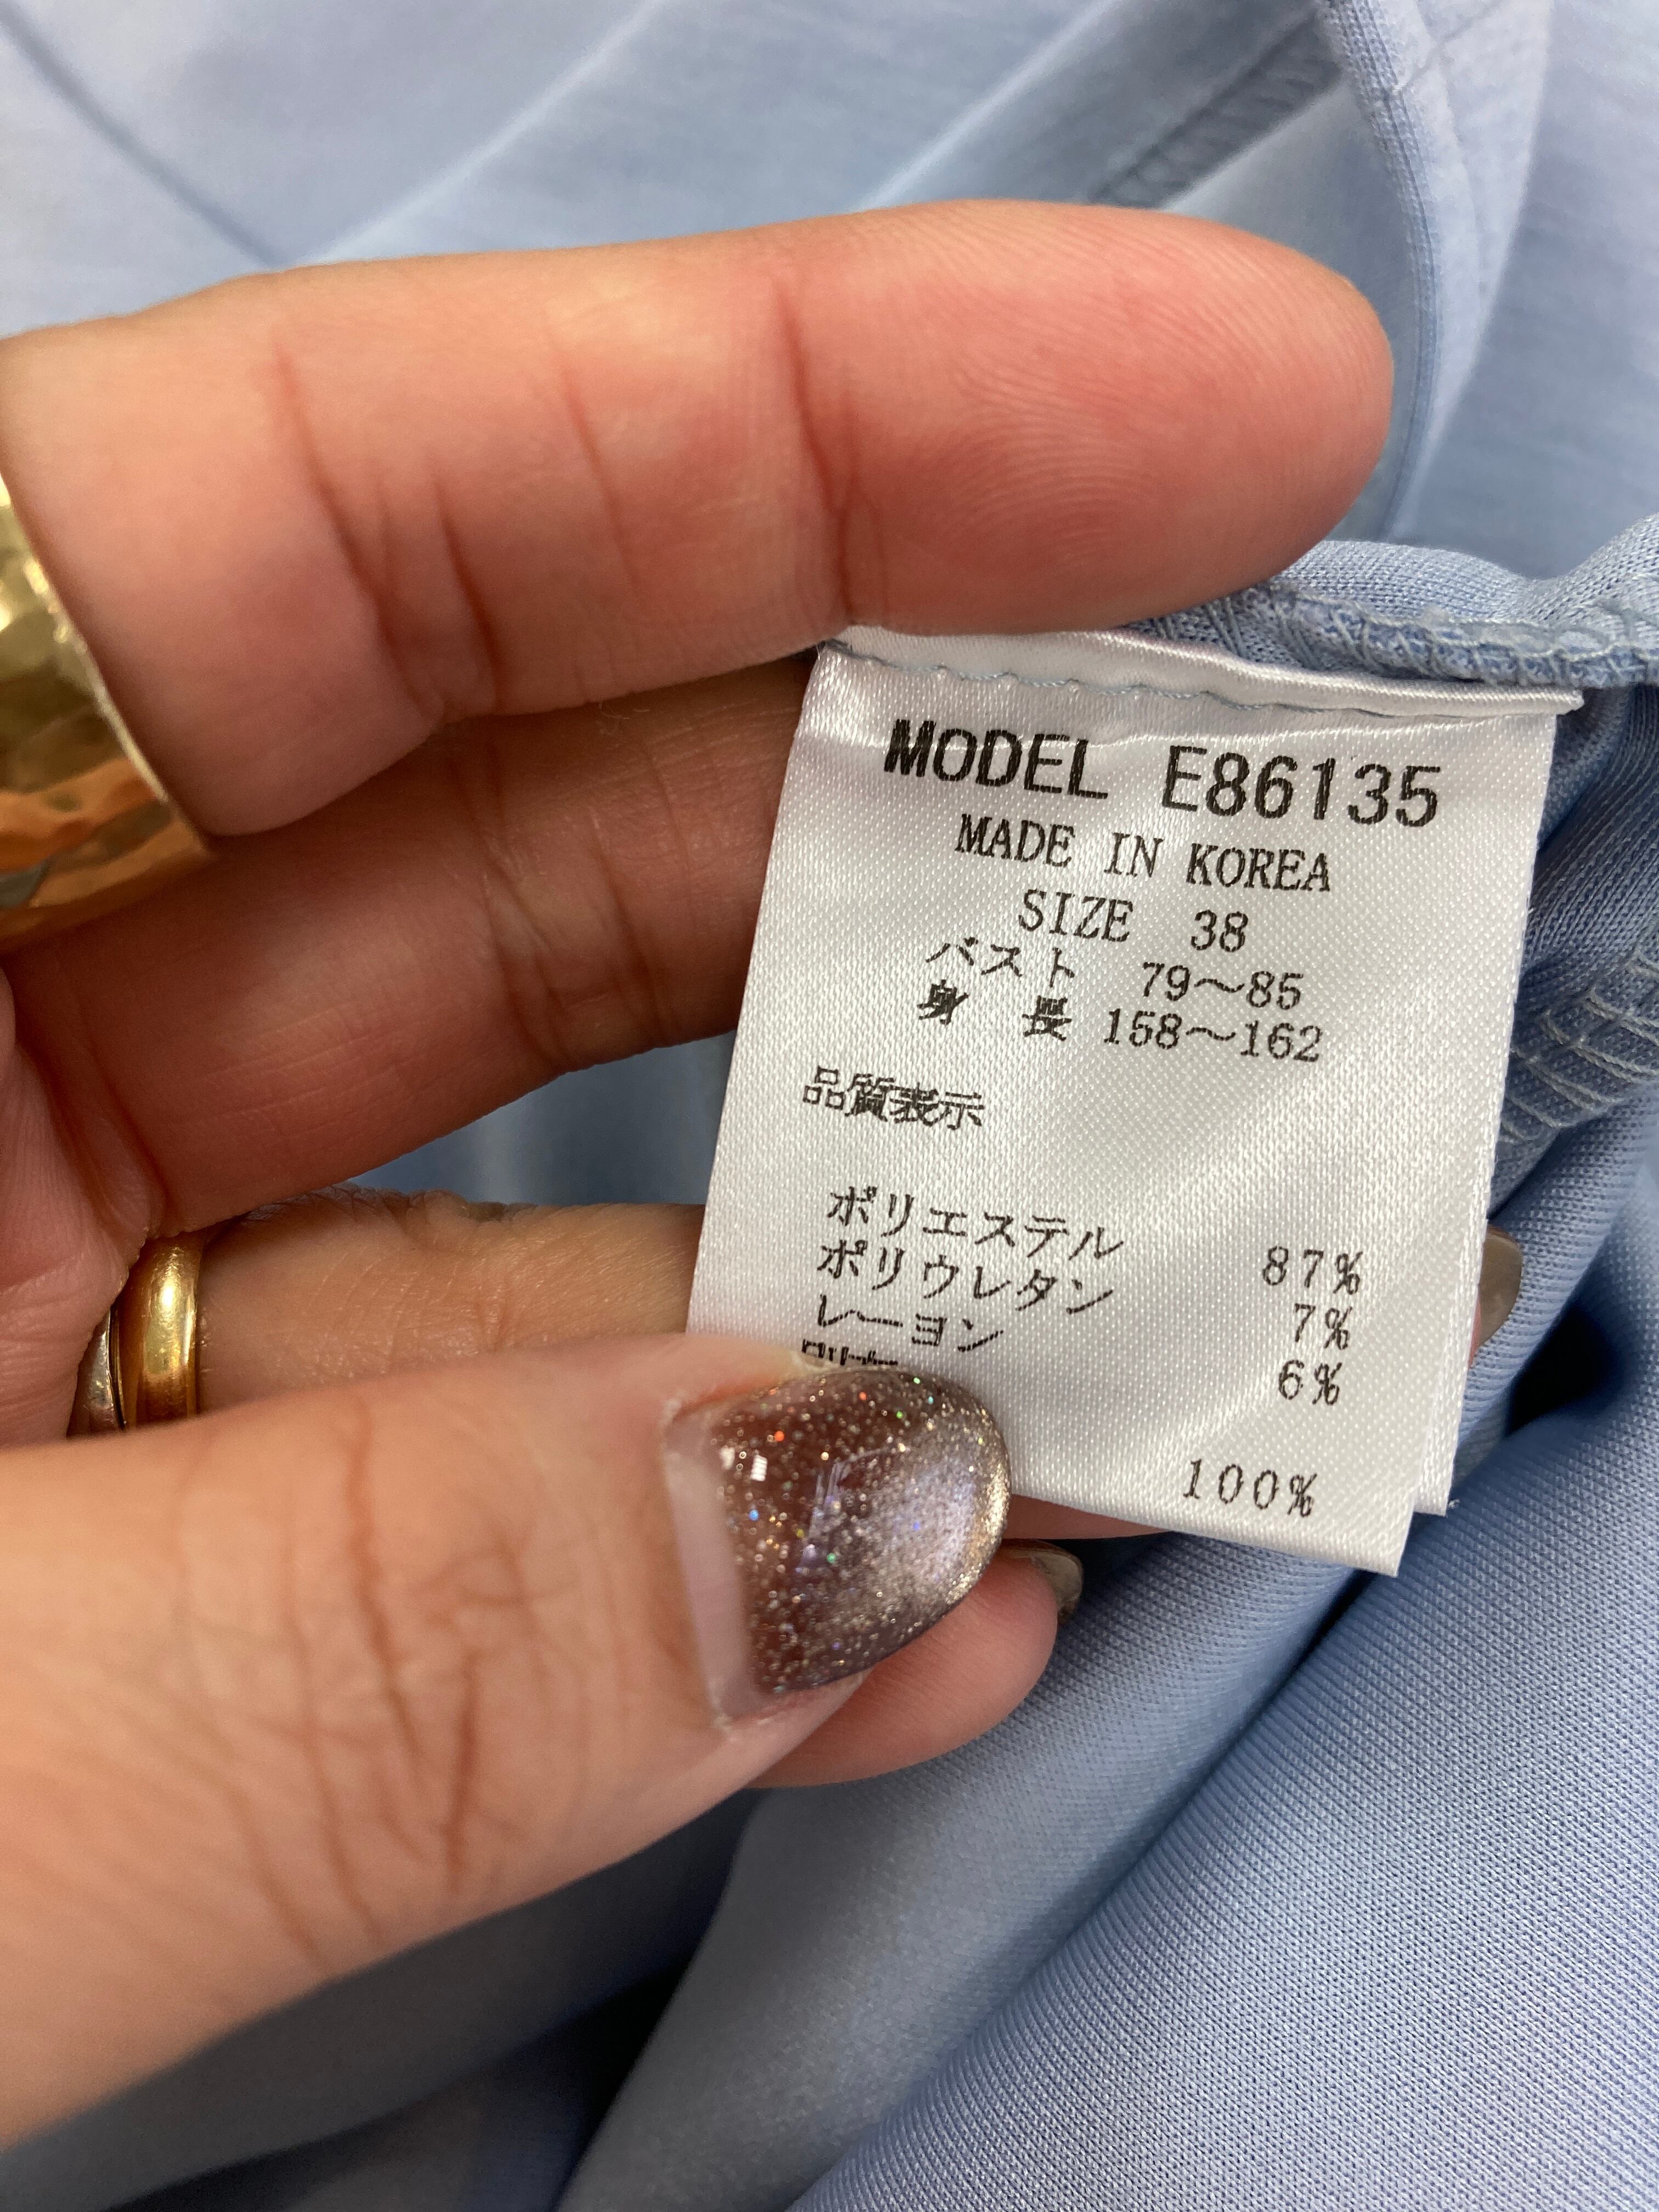 MODEL E86135
MADE IN KOREA
SIZE 38
バスト 79〜85
身 長 158〜162
品質表示
ポリエステル 87%
ポリウレタン 7%
レーヨン 6%
100%